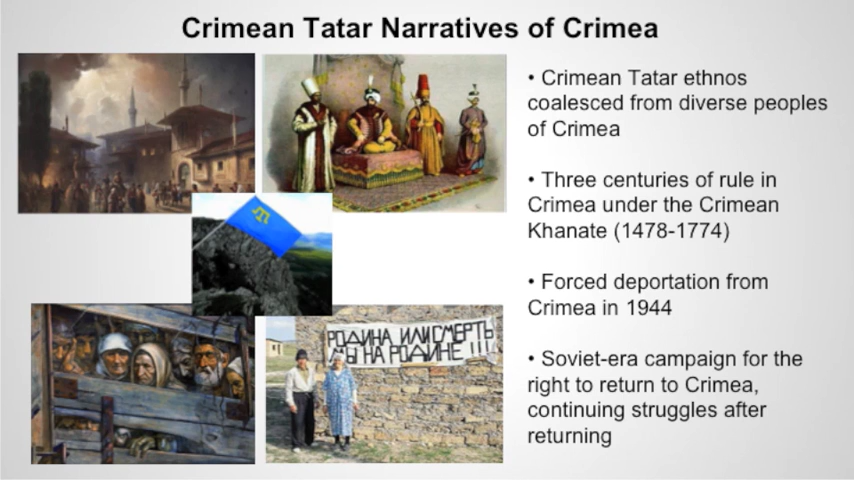 Crimean Tatar Narratives of Crimea
• Crimean Tatar ethnos
coalesced from diverse peoples
of Crimea
• Three centuries of rule in
Crimea under the Crimean
Khanate (1478-1774)
• Forced deportation from
Crimea in 1944
• Soviet-era campaign for the
right to return to Crimea,
continuing struggles after
returning
РОДИНА ИЛИ СМЕРТЬ
МЫ НА РОДИНЕ !!!